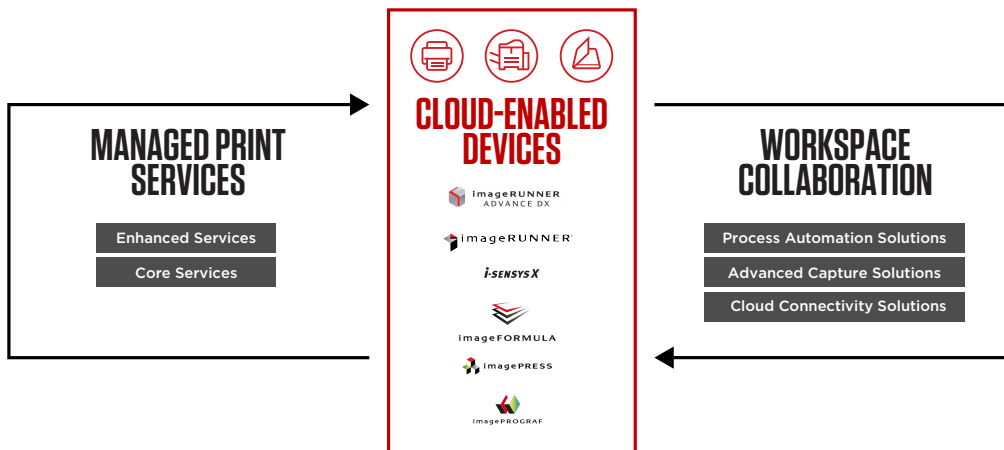 MANAGED PRINT
SERVICES
Enhanced Services
Core Services
CLOUD-ENABLED
DEVICES
imageRUNNER
ADVANCE DX
imageRUNNER®
i-SENSYS X
imageFORMULA
imagePRESS
imagePROGRAF
WORKSPACE
COLLABORATION
Process Automation Solutions
Advanced Capture Solutions
Cloud Connectivity Solutions